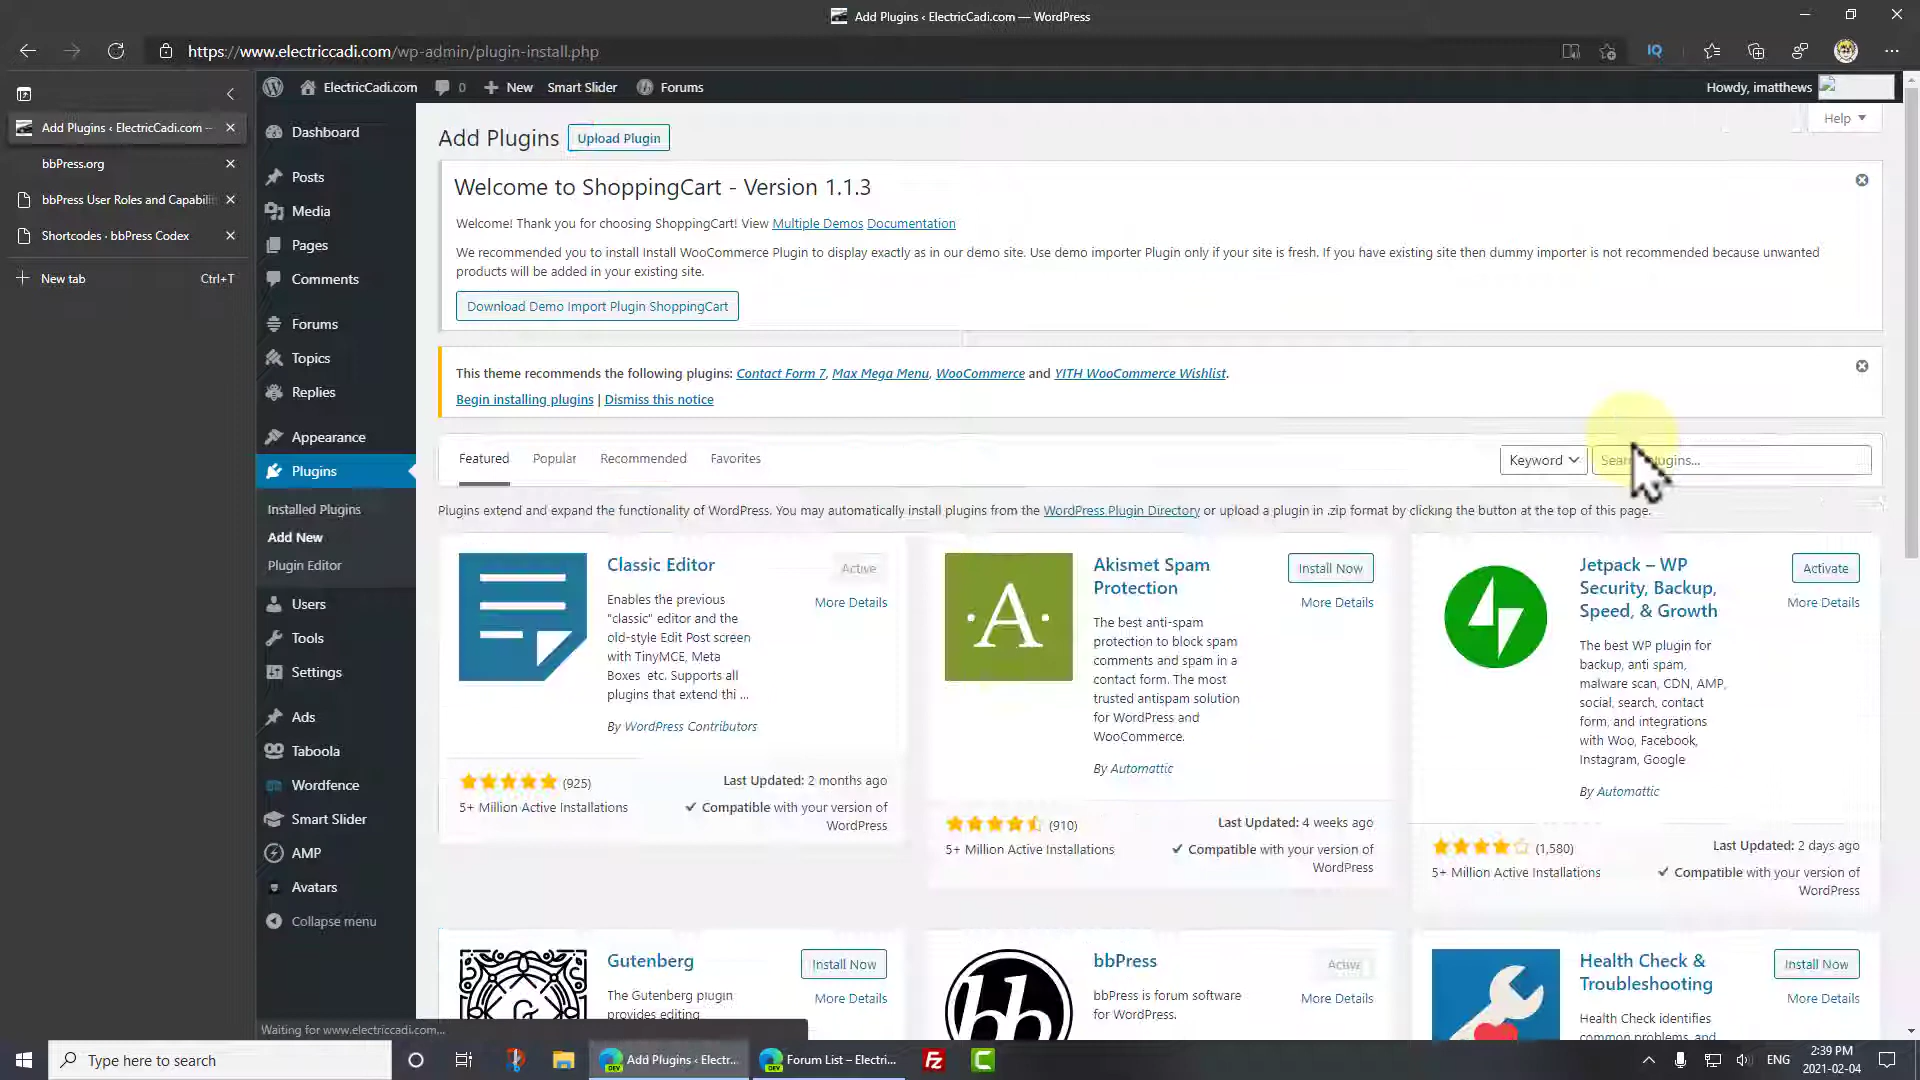 Add Plugins ‹ ElectricCadi.com — WordPress
https://www.electriccadi.com/wp-admin/plugin-install.php
Add Plugins ‹ ElectricCadi.com –
bbPress.org
bbPress User Roles and Capabili
Shortcodes · bbPress Codex
New tab Ctrl+T
ElectricCadi.com 0 New Smart Slider Forums
Howdy, imatthews
Dashboard
Posts
Media
Pages
Comments
Forums
Topics
Replies
Appearance
Plugins
Installed Plugins
Add New
Plugin Editor
Users
Tools
Settings
Ads
Taboola
Wordfence
Smart Slider
AMP
Avatars
Collapse menu
Help
Add Plugins Upload Plugin
Welcome to ShoppingCart - Version 1.1.3
Welcome! Thank you for choosing ShoppingCart! View Multiple Demos Documentation
We recommended you to install Install WooCommerce Plugin to display exactly as in our demo site. Use demo importer Plugin only if your site is fresh. If you have existing site then dummy importer is not recommended because unwanted
products will be added in your existing site.
Download Demo Import Plugin ShoppingCart
This theme recommends the following plugins: Contact Form 7, Max Mega Menu, WooCommerce and YITH WooCommerce Wishlist.
Begin installing plugins | Dismiss this notice
Featured Popular Recommended Favorites
Keyword
Plugins extend and expand the functionality of WordPress. You may automatically install plugins from the WordPress Plugin Directory or upload a plugin in .zip format by clicking the button at the top of this page.
Classic Editor
Active
More Details
Enables the previous
"classic" editor and the
old-style Edit Post screen
with TinyMCE, Meta
Boxes etc. Supports all
plugins that extend thi ...
By WordPress Contributors
(925)
5+ Million Active Installations
Last Updated: 2 months ago
Compatible with your version of
WordPress
A
Akismet Spam
Protection
Install Now
More Details
The best anti-spam
protection to block spam
comments and spam in a
contact form. The most
trusted antispam solution
for WordPress and
WooCommerce.
By Automattic
(910)
5+ Million Active Installations
Last Updated: 4 weeks ago
Compatible with your version of
WordPress
Jetpack – WP
Security, Backup,
Speed, & Growth
Activate
More Details
The best WP plugin for
backup, anti spam,
malware scan, CDN, AMP,
social, search, contact
form, and integrations
with Woo, Facebook,
Instagram, Google
By Automattic
(1,580)
5+ Million Active Installations
Last Updated: 2 days ago
Compatible with your version of
WordPress
Gutenberg
Install Now
More Details
The Gutenberg plugin
provides editing
bb
bbPress
Active
More Details
bbPress is forum software
for WordPress.
Health Check &
Troubleshooting
Install Now
More Details
Health Check identifies
common problems, and
Waiting for www.electriccadi.com...
Type here to search
Add Plugins ‹ Electr...
Forum List – Electri...
ENG
2:39 PM
2021-02-04